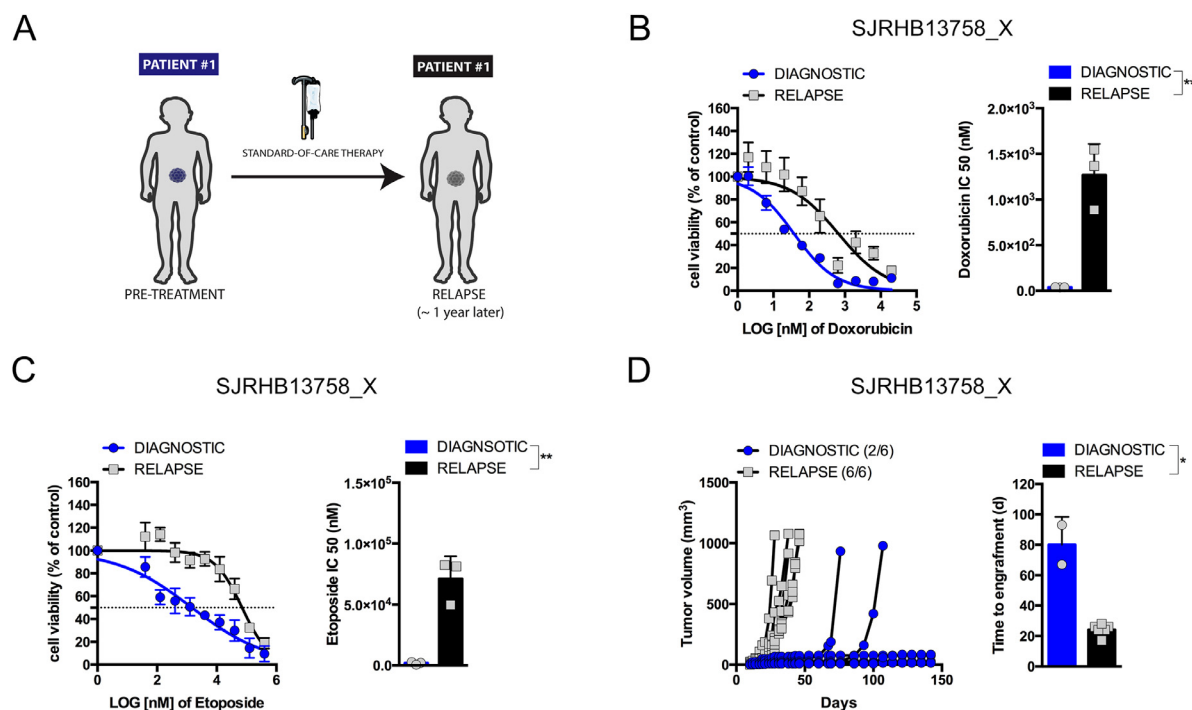 A
PATIENT #1
PATIENT #1
STANDARD-OF-CARE THERAPY
PRE-TREATMENT
RELAPSE
(~ 1 year later)
B
SJRHB13758_X
DIAGNOSTIC
RELAPSE
160
140
120
100
80
60
40
20
0
cell viability (% of control)
0
1
2
3
4
5
LOG [nM] of Doxorubicin
DIAGNOSTIC
RELAPSE
**
2.0×10³
1.5×10³
1.0×10³
5.0×10²
0.0
Doxorubicin IC 50 (nM)
C
SJRHB13758_X
DIAGNOSTIC
RELAPSE
160
140
120
100
80
60
40
20
0
cell viability (% of control)
0
2
4
6
LOG [nM] of Etoposide
DIAGNSOTIC
RELAPSE
**
1.5×10⁵
1.0×10⁵
5.0×10⁴
0.0
Etoposide IC 50 (nM)
D
SJRHB13758_X
DIAGNOSTIC (2/6)
RELAPSE (6/6)
1500
1000
500
0
Tumor volume (mm³)
0
50
100
150
Days
DIAGNOSTIC
RELAPSE
*
120
100
80
60
40
20
0
Time to engrafment (d)